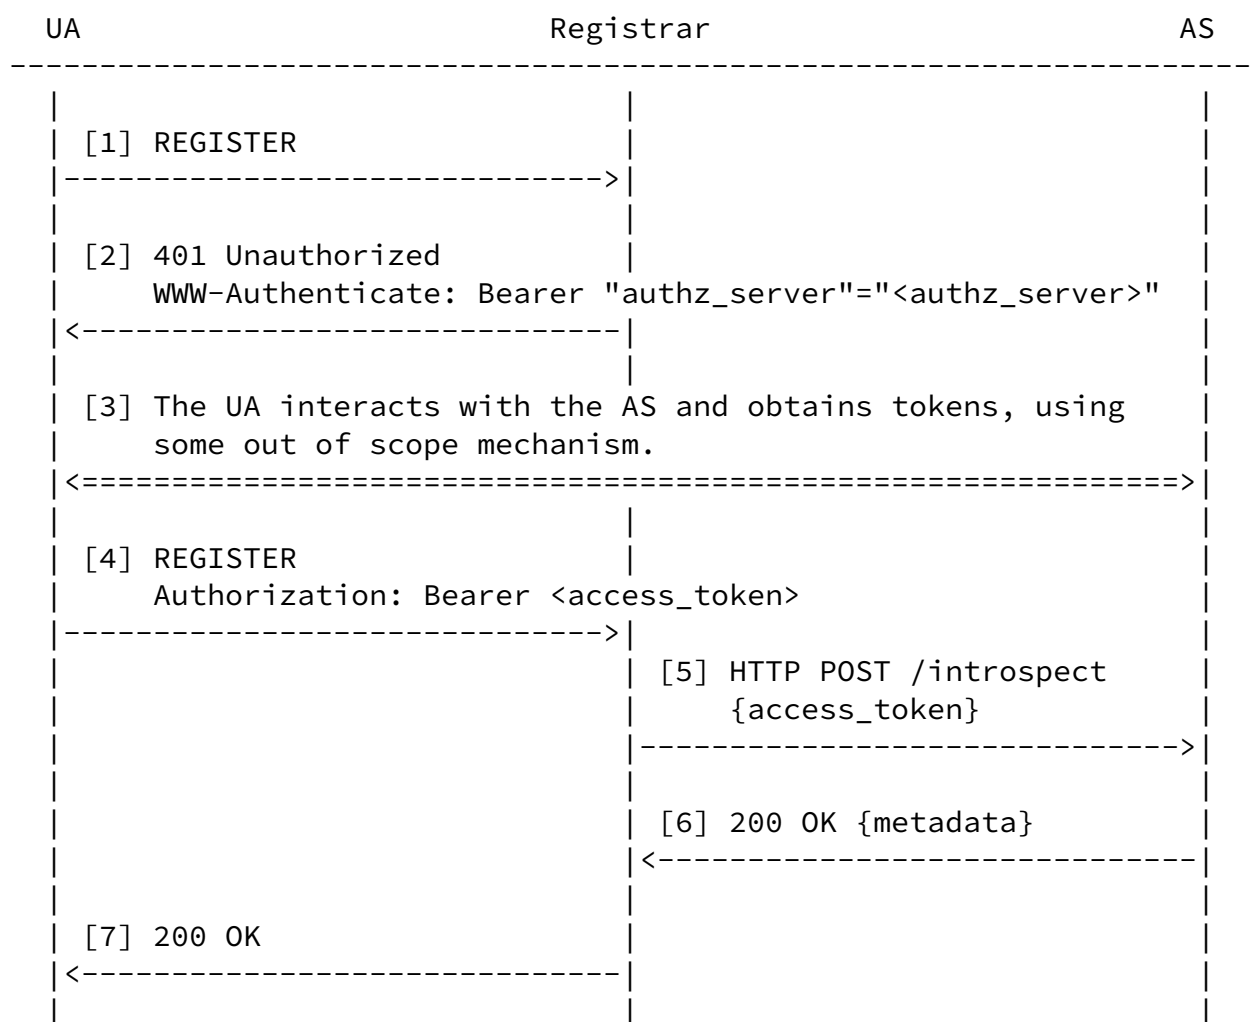 UA Registrar AS
[1] REGISTER
[2] 401 Unauthorized
WWW-Authenticate: Bearer "authz_server"="<authz_server>"
[3] The UA interacts with the AS and obtains tokens, using
some out of scope mechanism.
[4] REGISTER
Authorization: Bearer <access_token>
[5] HTTP POST /introspect
{access_token}
[6] 200 OK {metadata}
[7] 200 OK